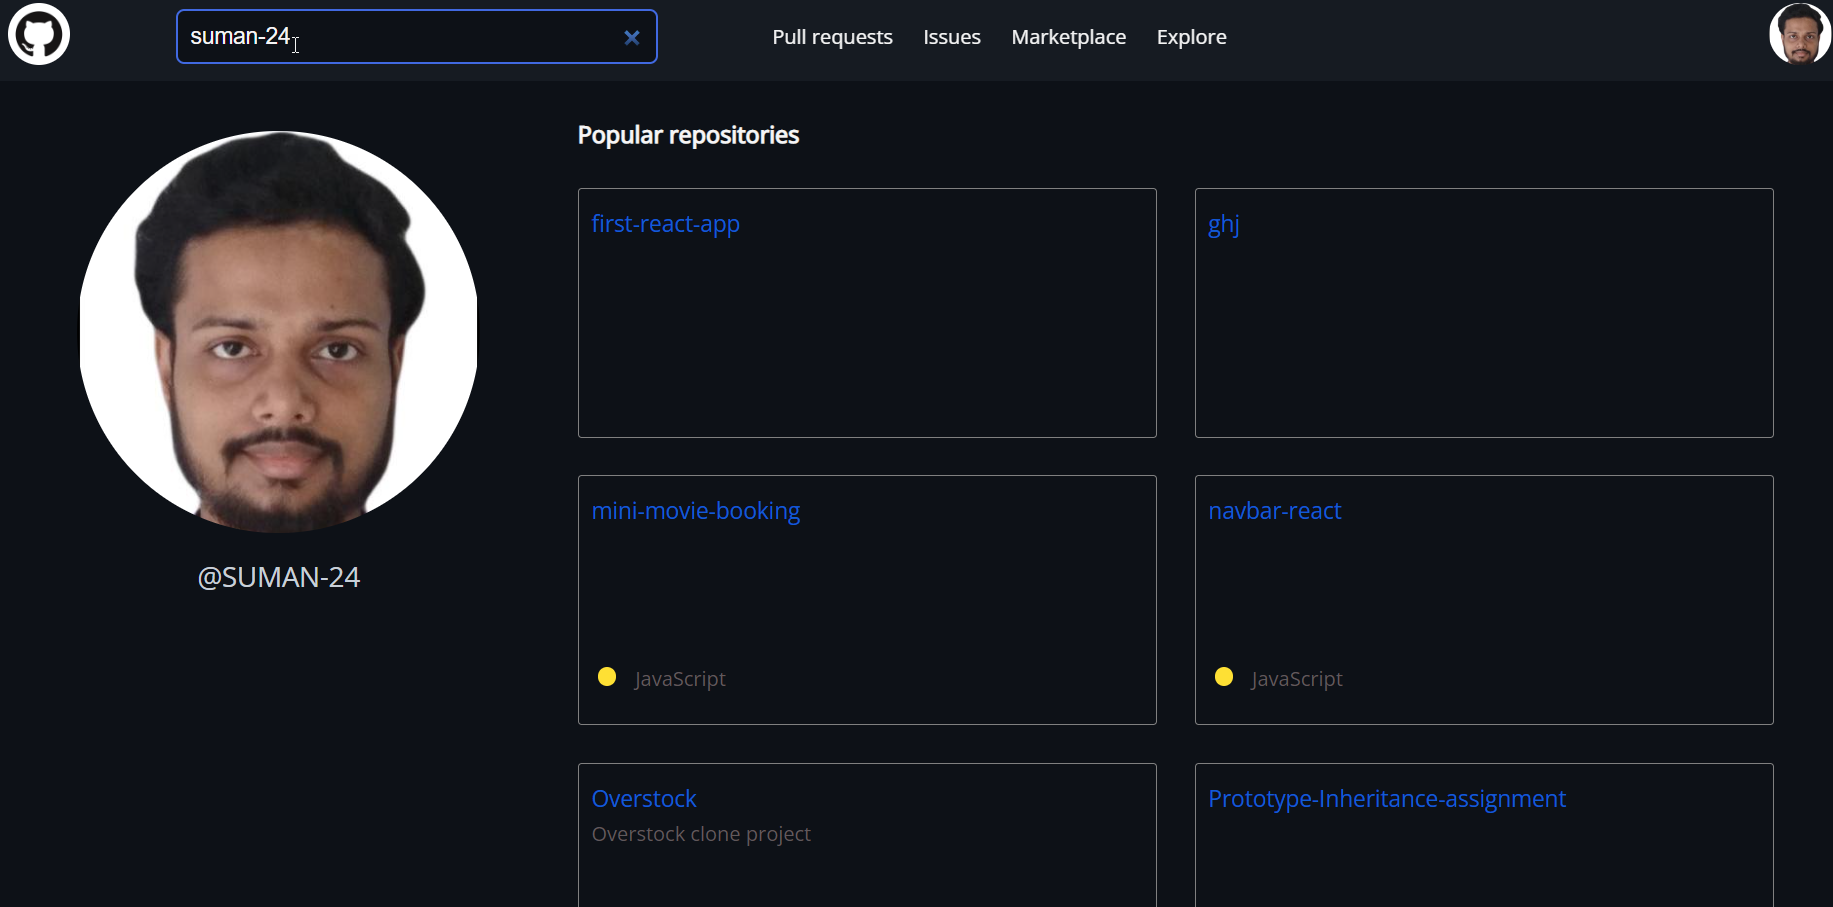 suman-24
Pull requests Issues Marketplace Explore
Popular repositories
first-react-app
ghj
mini-movie-booking
JavaScript
navbar-react
JavaScript
Overstock
Overstock clone project
Prototype-Inheritance-assignment
@SUMAN-24